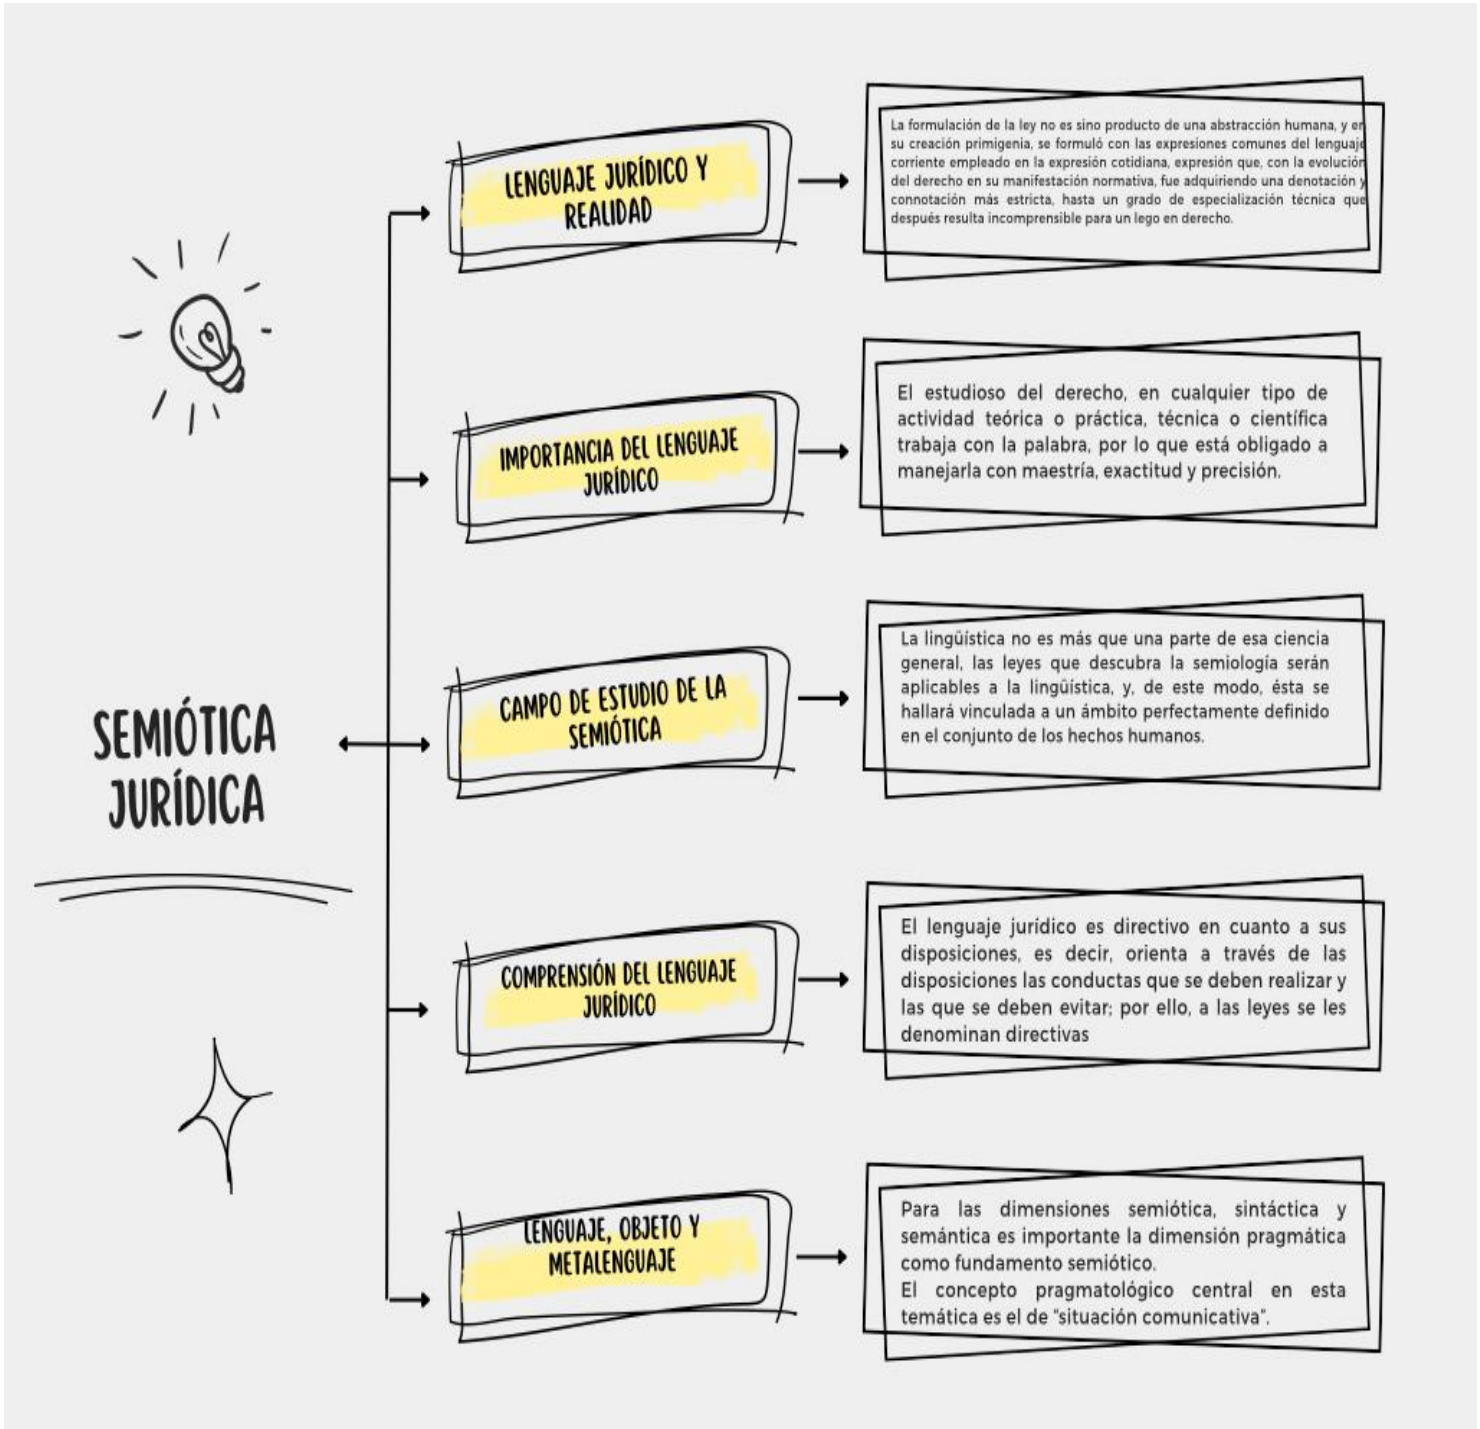 LENGUAJE JURÍDICO Y
REALIDAD
La formulación de la ley no es sino producto de una abstracción humana, y en
su creación primigenia, se formuló con las expresiones comunes del lenguaje
corriente empleado en la expresión cotidiana, expresión que, con la evolución
del derecho en su manifestación normativa, fue adquiriendo una denotación y
connotación más estricta, hasta un grado de especialización técnica que
después resulta incomprensible para un lego en derecho.
IMPORTANCIA DEL LENGUAJE
JURÍDICO
El estudioso del derecho, en cualquier tipo de
actividad teórica o práctica, técnica o científica
trabaja con la palabra, por lo que está obligado a
manejarla con maestría, exactitud y precisión.
SEMIÓTICA
JURÍDICA
CAMPO DE ESTUDIO DE LA
SEMIÓTICA
La lingüística no es más que una parte de esa ciencia
general, las leyes que descubra la semiología serán
aplicables a la lingüística, y, de este modo, ésta se
hallará vinculada a un ámbito perfectamente definido
en el conjunto de los hechos humanos.
COMPRENSIÓN DEL LENGUAJE
JURÍDICO
El lenguaje jurídico es directivo en cuanto a sus
disposiciones, es decir, orienta a través de las
disposiciones las conductas que se deben realizar y
las que se deben evitar; por ello, a las leyes se les
denominan directivas
LENGUAJE, OBJETO Y
METALENGUAJE
Para las dimensiones semiótica, sintáctica y
semántica es importante la dimensión pragmática
como fundamento semiótico.
El concepto pragmatológico central en esta
temática es el de "situación comunicativa".